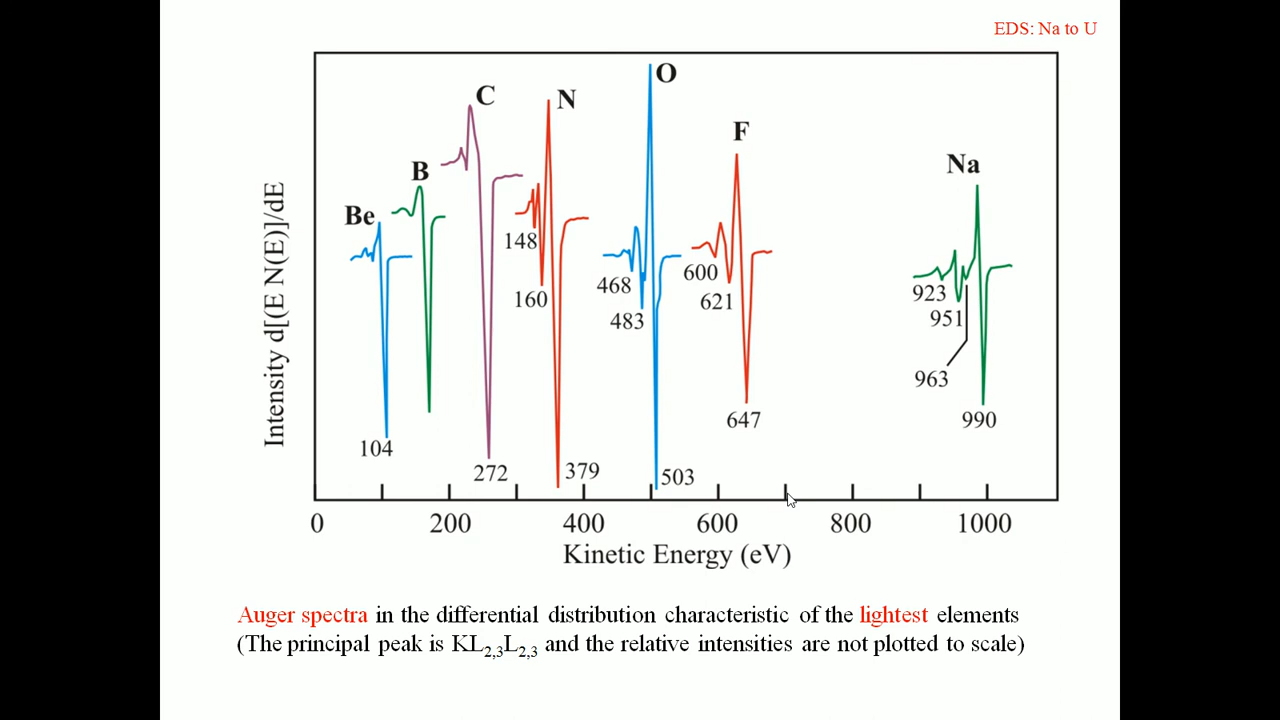 EDS: Na to U
O
C
N
F
Na
B
Be
148
160
468
483
600
621
923
951
963
104
272
379
503
647
990
Intensity d[(E N(E)]/dE
0 200 400 600 800 1000
Kinetic Energy (eV)
Auger spectra in the differential distribution characteristic of the lightest elements
(The principal peak is KL2,3L2,3 and the relative intensities are not plotted to scale)